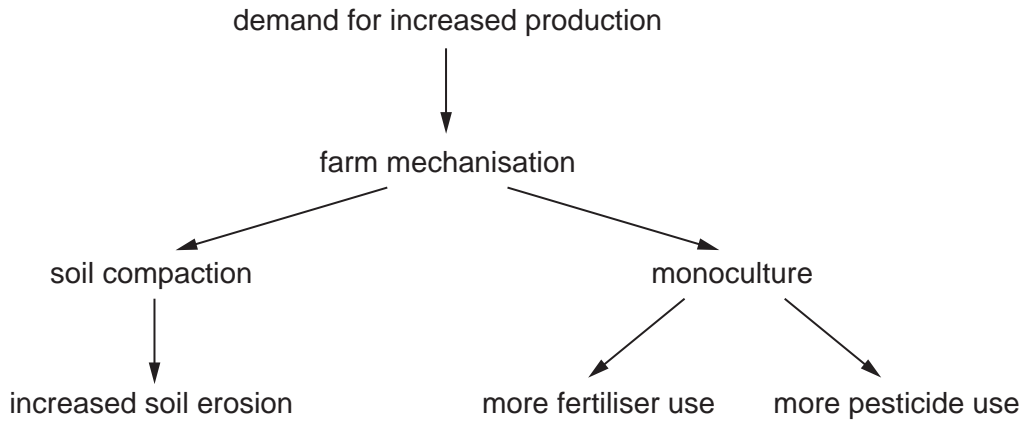 demand for increased production
farm mechanisation
soil compaction
monoculture
increased soil erosion
more fertiliser use
more pesticide use